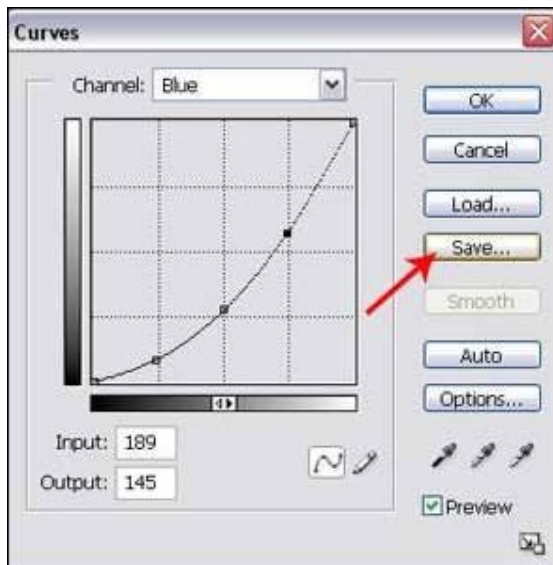 Curves
Channel: Blue
OK
Cancel
Load...
Save...
Smooth
Auto
Options...
Input: 189
Output: 145
Preview